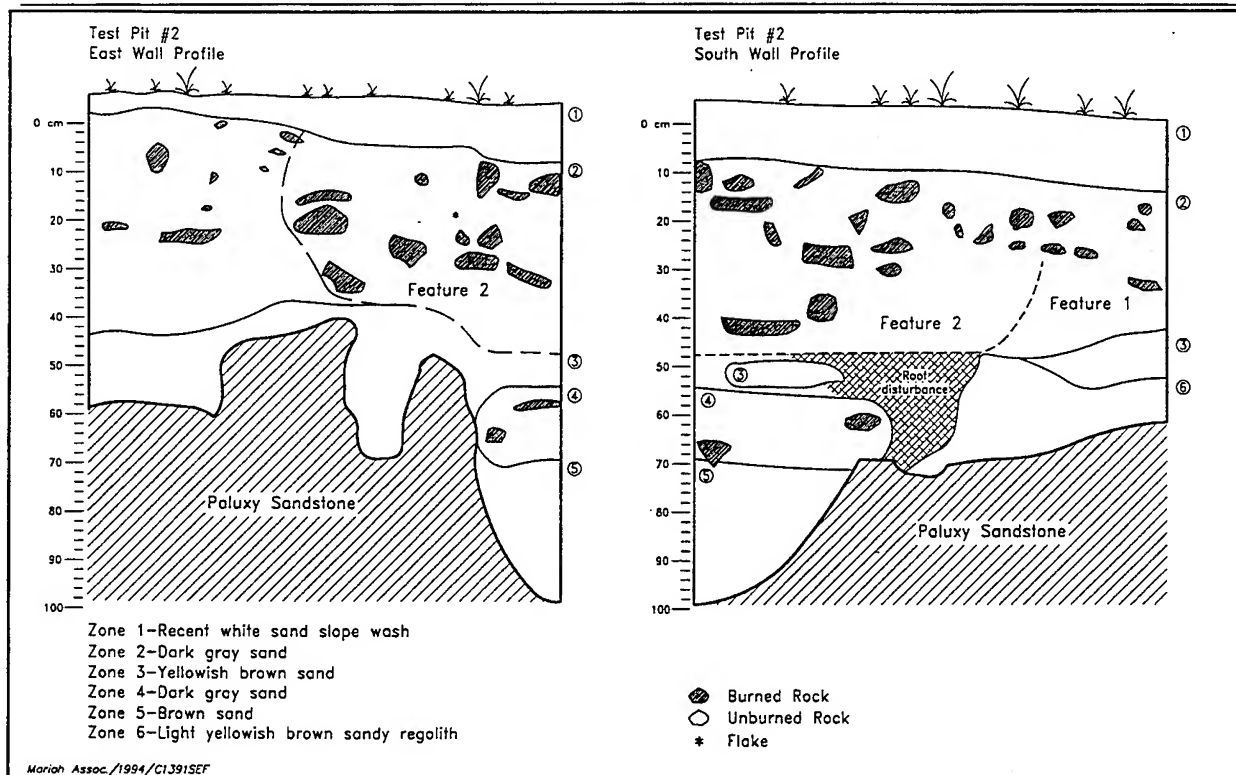 Test Pit #2
East Wall Profile
0 cm
10
20
30
40
50
60
70
80
90
100
①
②
③
④
⑤
Feature 2
Paluxy Sandstone
Test Pit #2
South Wall Profile
0 cm
10
20
30
40
50
60
70
80
90
100
①
②
③
⑥
Feature 2
Feature 1
③
④
⑤
Root
disturbance
Paluxy Sandstone
Zone 1-Recent white sand slope wash
Zone 2-Dark gray sand
Zone 3-Yellowish brown sand
Zone 4-Dark gray sand
Zone 5-Brown sand
Zone 6-Light yellowish brown sandy regolith
Burned Rock
Unburned Rock
* Flake
Mariah Assoc./1994/C1391SEF